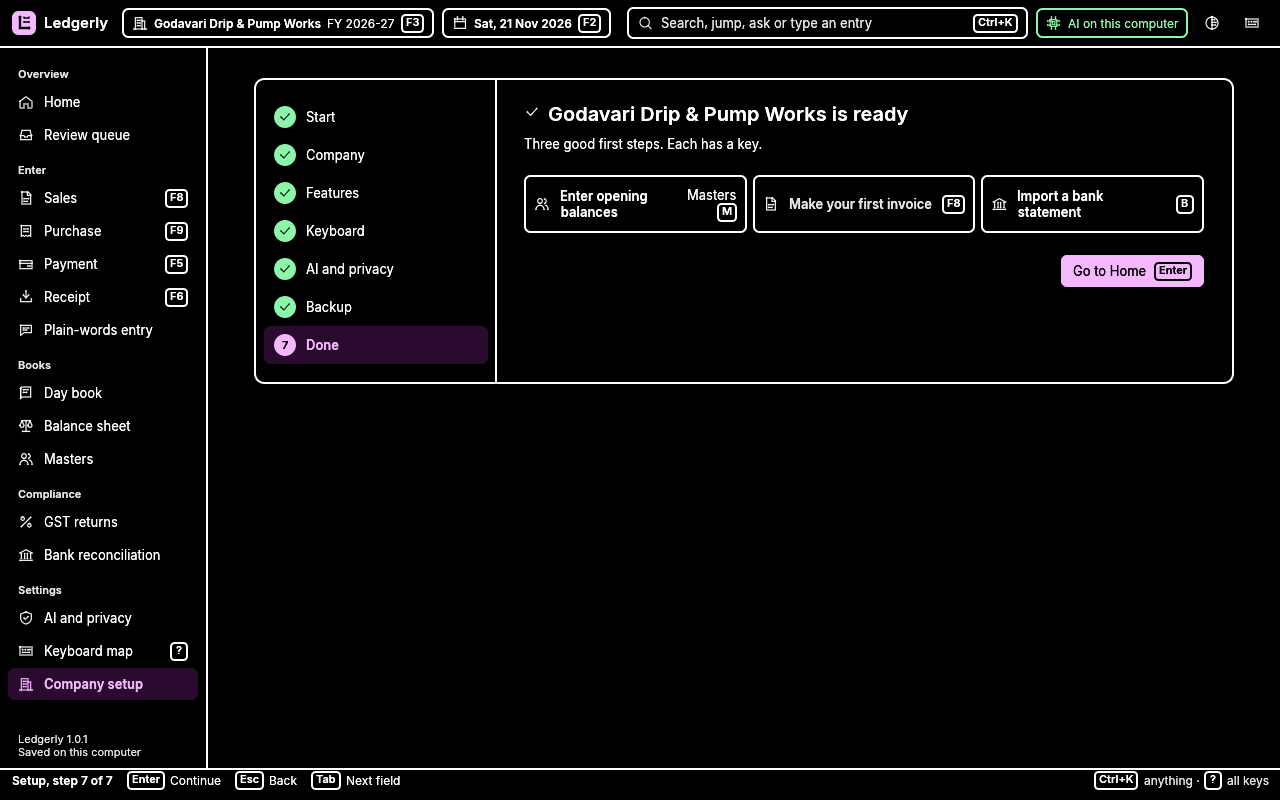 Ledgerly
Godavari Drip & Pump Works FY 2026-27 F3
Sat, 21 Nov 2026 F2
Search, jump, ask or type an entry Ctrl+K
AI on this computer
Overview
Home
Review queue
Enter
Sales F8
Purchase F9
Payment F5
Receipt F6
Plain-words entry
Books
Day book
Balance sheet
Masters
Compliance
GST returns
Bank reconciliation
Settings
AI and privacy
Keyboard map ?
Company setup
Ledgerly 1.0.1
Saved on this computer
Start
Company
Features
Keyboard
AI and privacy
Backup
7 Done
Godavari Drip & Pump Works is ready
Three good first steps. Each has a key.
Enter opening
balances
Masters
M
Make your first invoice F8
Import a bank
statement
B
Go to Home Enter
Setup, step 7 of 7 Enter Continue Esc Back Tab Next field
Ctrl+K anything · ? all keys